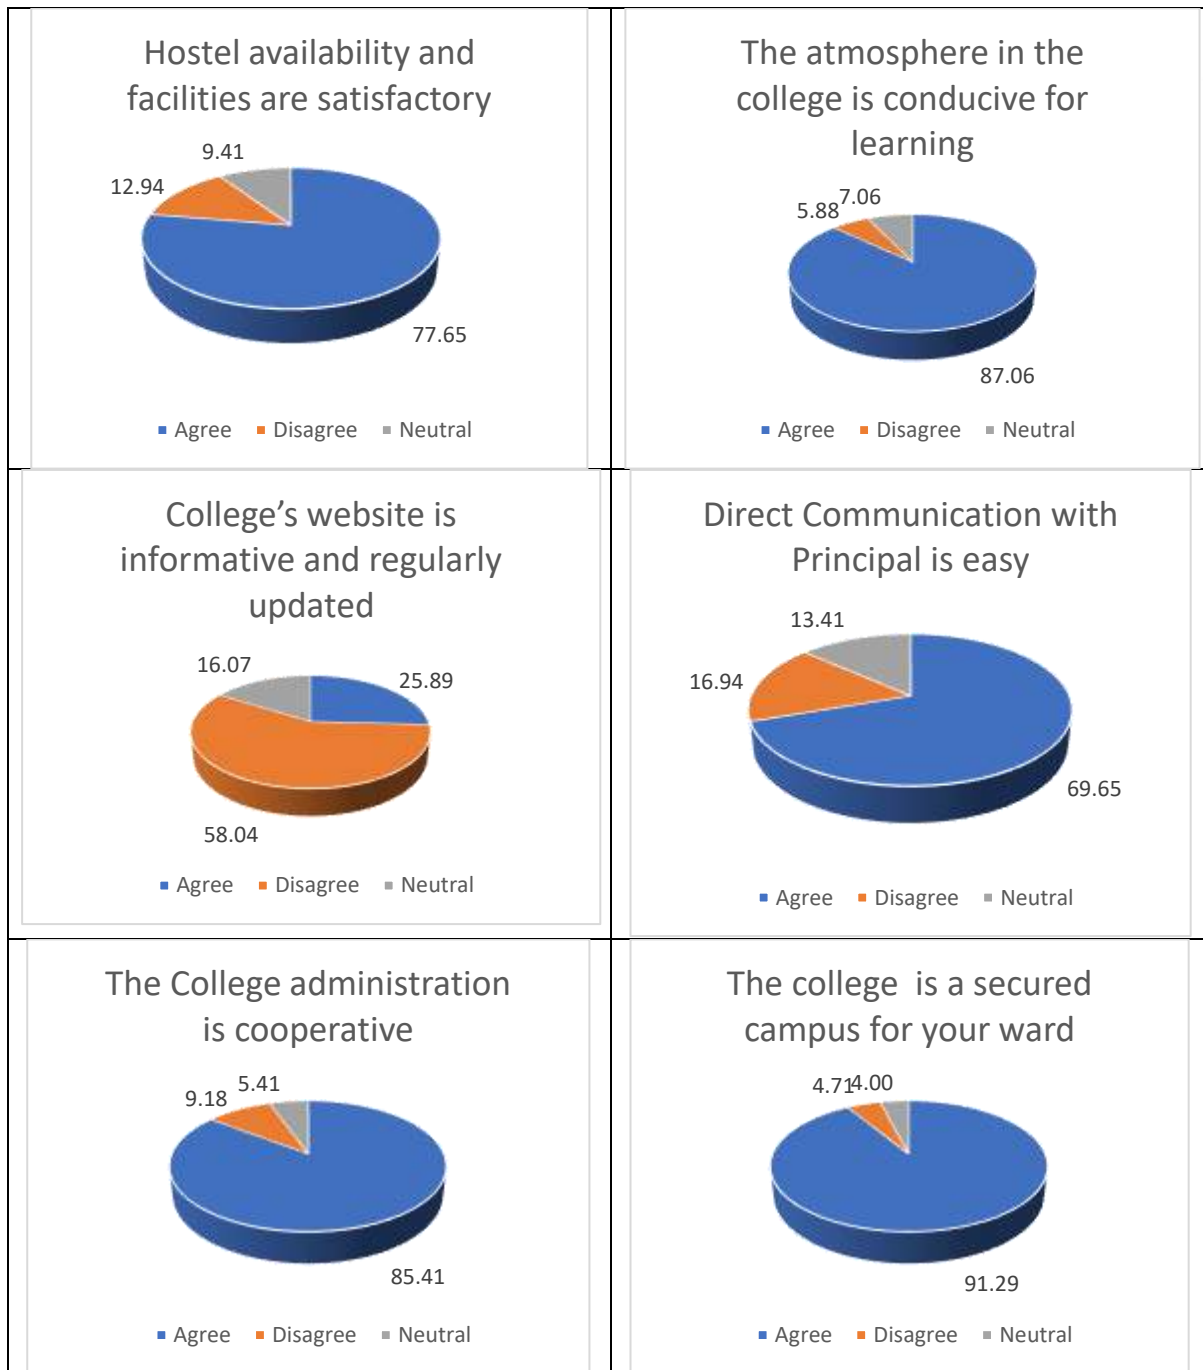 Hostel availability and
facilities are satisfactory
9.41
12.94
77.65
Agree Disagree Neutral
The atmosphere in the
college is conducive for
learning
7.06
5.88
87.06
Agree Disagree Neutral
College’s website is
informative and regularly
updated
16.07
25.89
58.04
Agree Disagree Neutral
Direct Communication with
Principal is easy
13.41
16.94
69.65
Agree Disagree Neutral
The College administration
is cooperative
5.41
9.18
85.41
Agree Disagree Neutral
The college  is a secured
campus for your ward
4.71 4.00
91.29
Agree Disagree Neutral